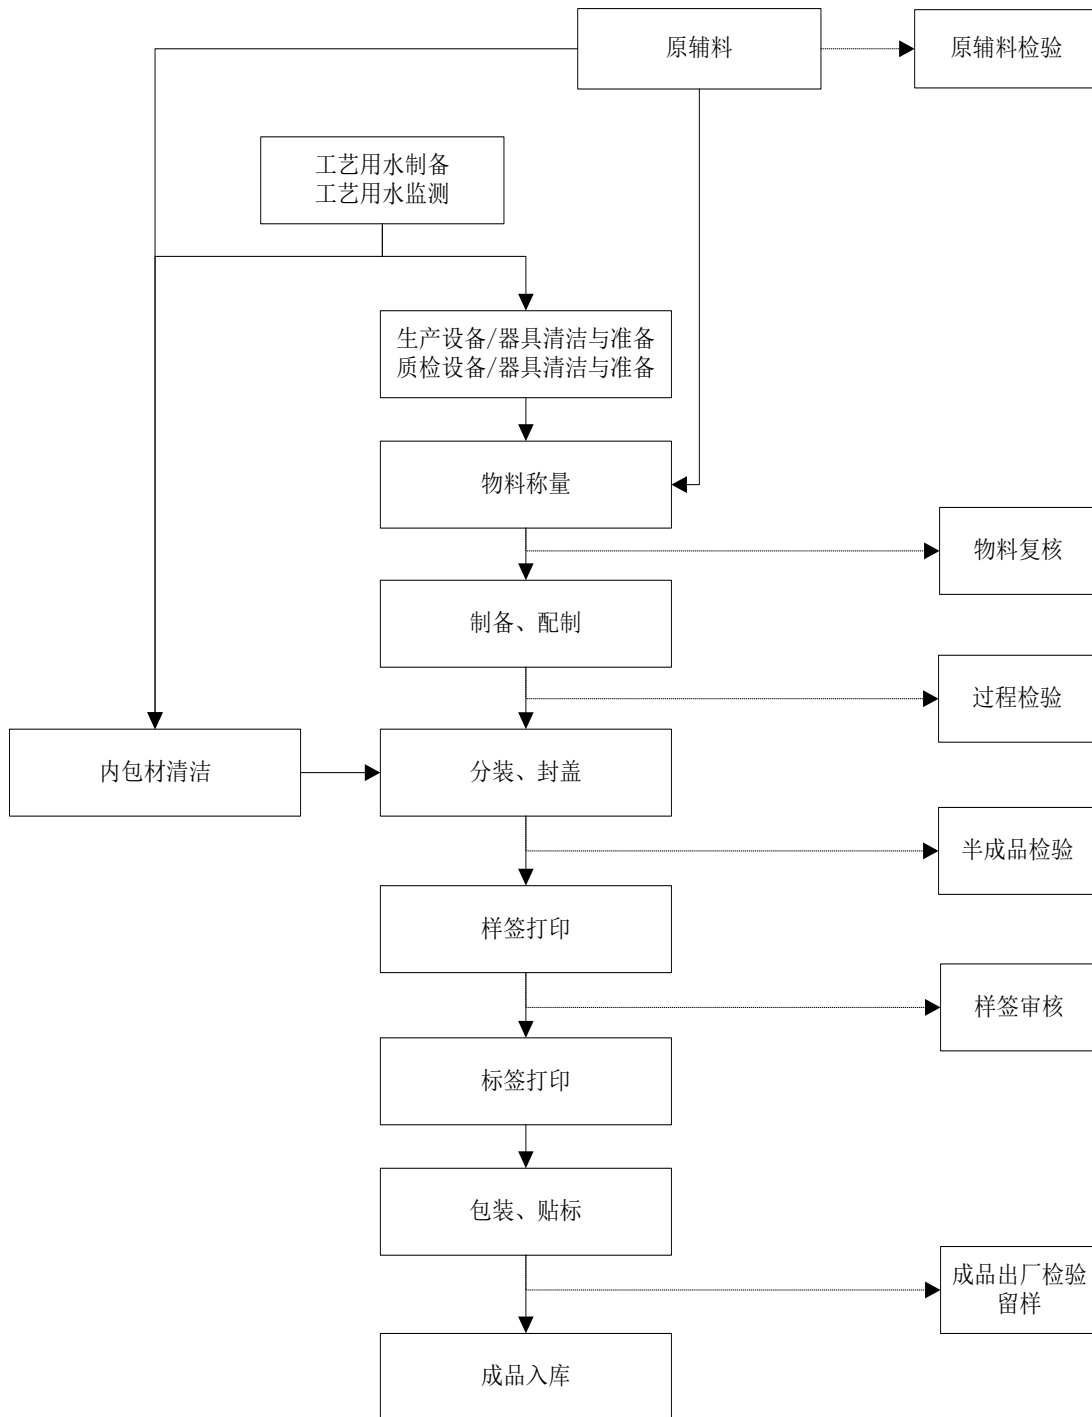 原辅料
原辅料检验
工艺用水制备
工艺用水监测
生产设备/器具清洁与准备
质检设备/器具清洁与准备
物料称量
物料复核
制备、配制
过程检验
内包材清洁
分装、封盖
半成品检验
样签打印
样签审核
标签打印
包装、贴标
成品出厂检验
留样
成品入库